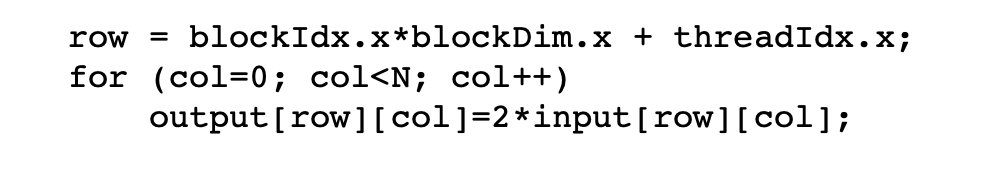 row = blockIdx.x*blockDim.x + threadIdx.x;
for (col=0; col<N; col++)
    output[row][col]=2*input[row][col];